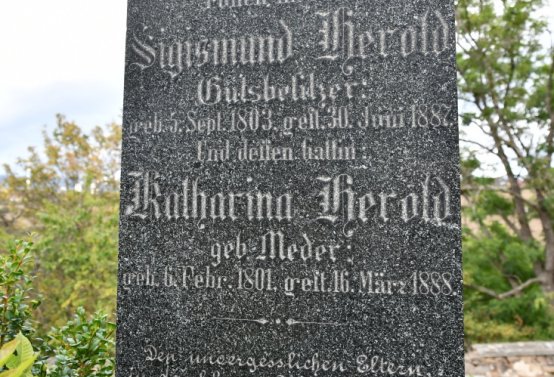 Sigismund Herold
Gutsbesitzer:
geb. 5. Sept. 1803. gest. 30. Juni 1887.
Und dessen Gattin
Katharina Herold
geb. Meder:
geb. 6. Febr. 1801. gest. 16. März 1888.
Den unvergesslichen Eltern,